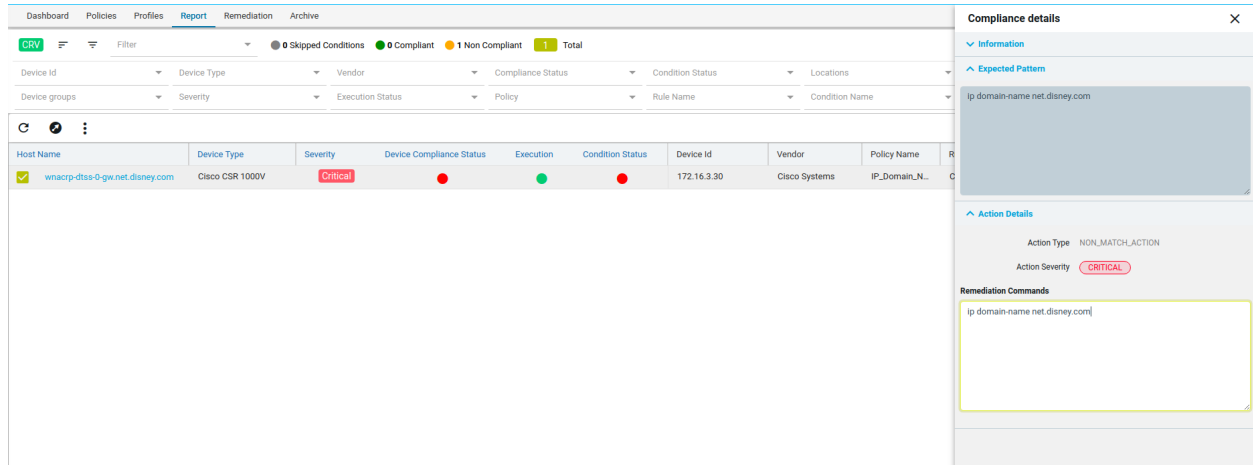 Dashboard Policies Profiles Report Remediation Archive
CRV Filter 0 Skipped Conditions 0 Compliant 1 Non Compliant 1 Total
Device Id Device Type Vendor Compliance Status Condition Status Locations
Device groups Severity Execution Status Policy Rule Name Condition Name
Host Name Device Type Severity Device Compliance Status Execution Condition Status Device Id Vendor Policy Name R
wnacrp-dtss-0-gw.net.disney.com Cisco CSR 1000V Critical 172.16.3.30 Cisco Systems IP_Domain_N... C
Compliance details
Information
Expected Pattern
ip domain-name net.disney.com
Action Details
Action Type NON_MATCH_ACTION
Action Severity CRITICAL
Remediation Commands
ip domain-name net.disney.com